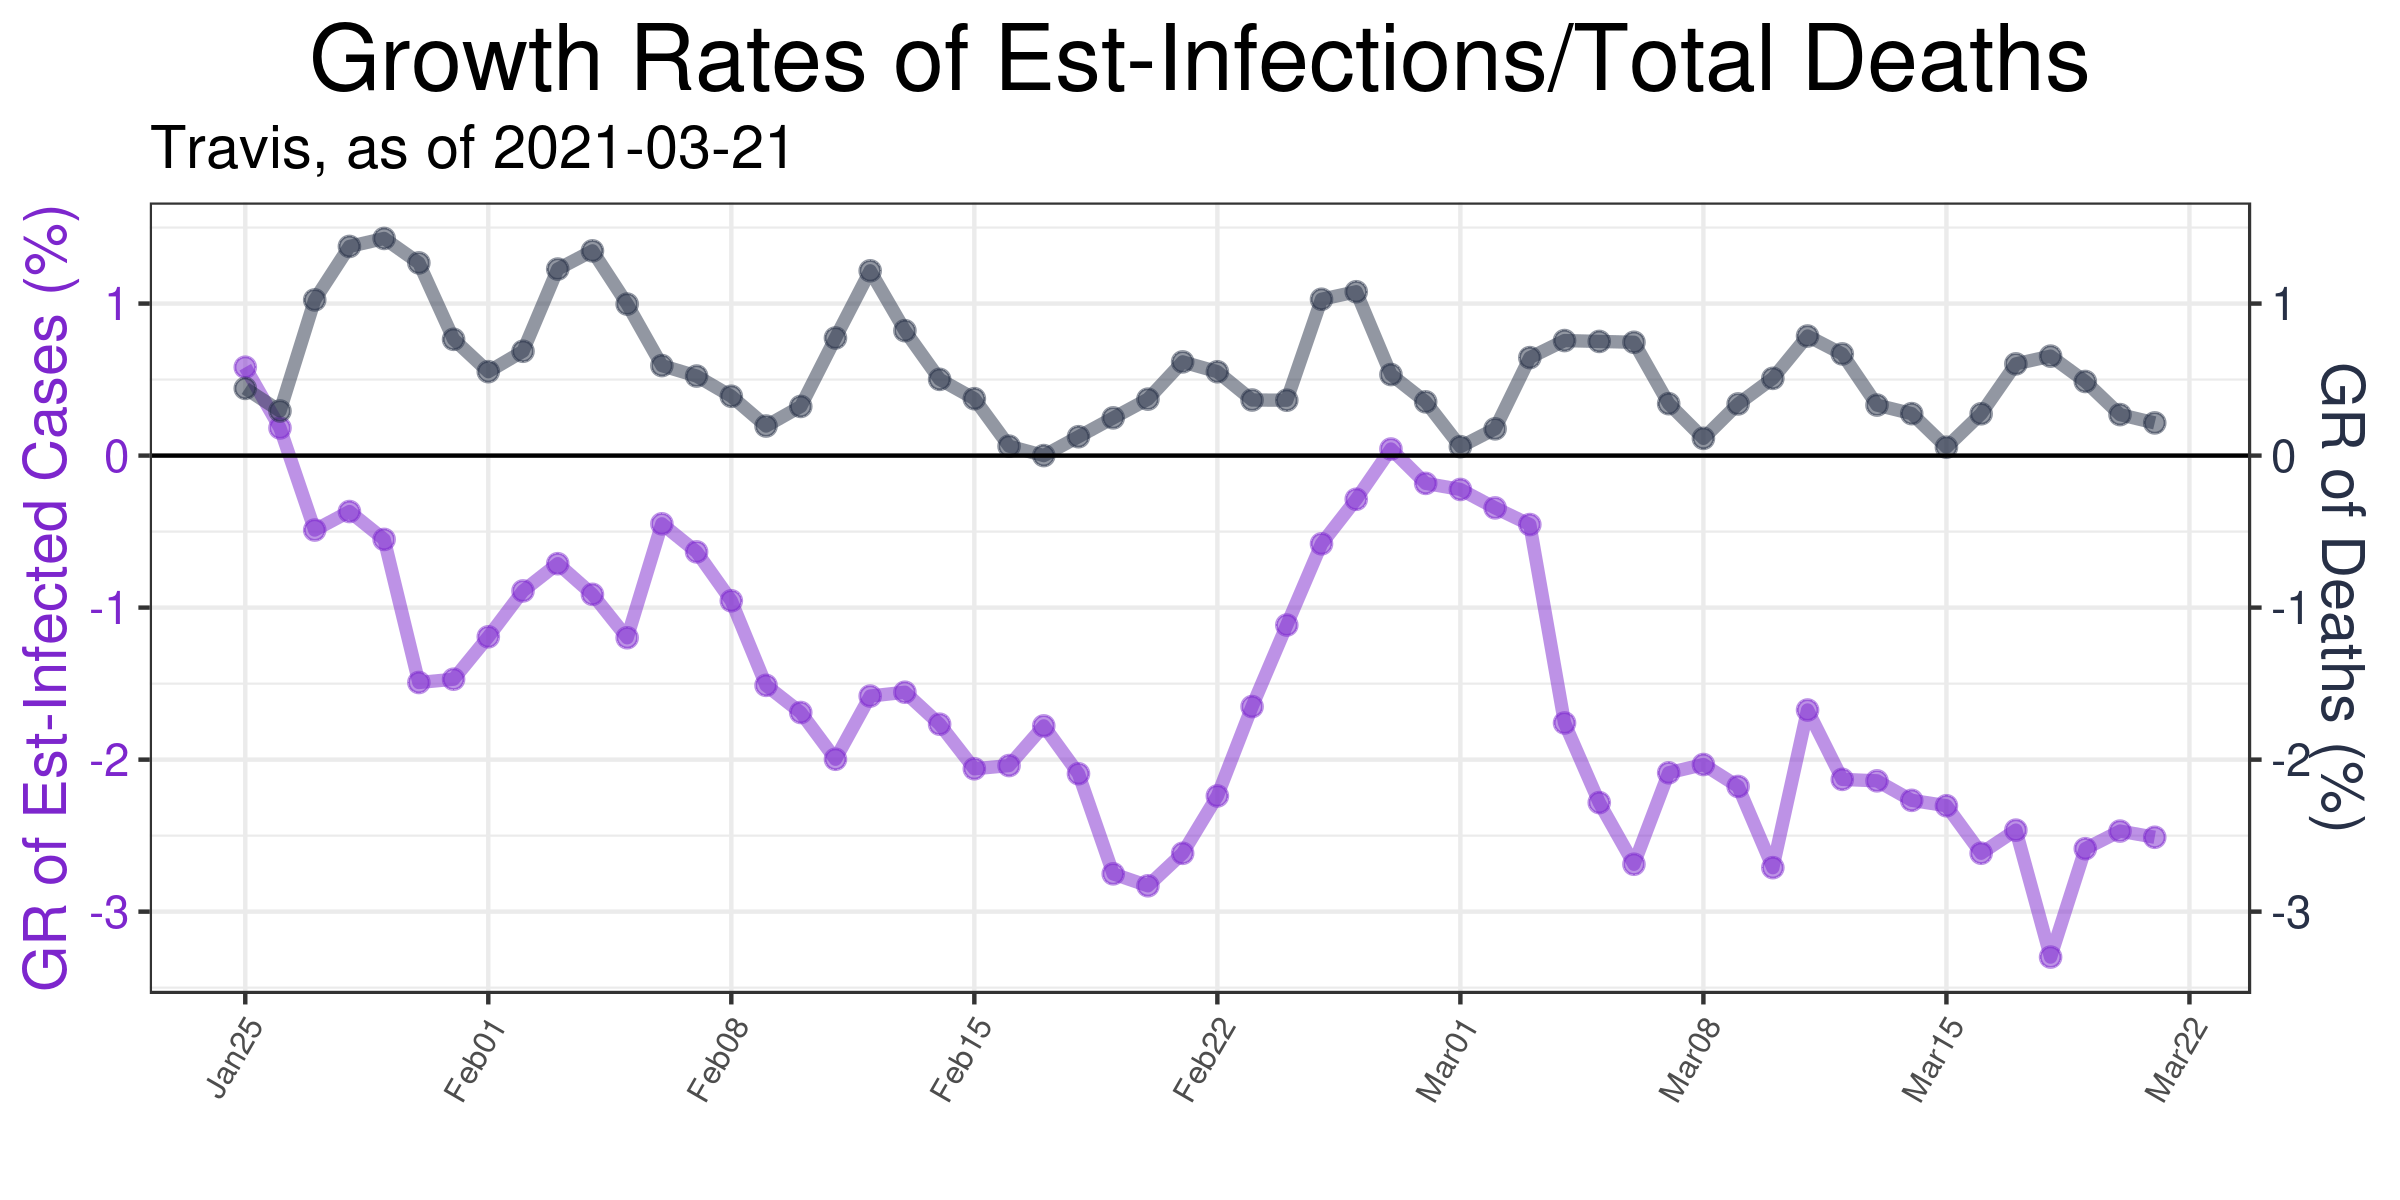 Growth Rates of Est-Infections/Total Deaths
Travis, as of 2021-03-21
GR of Est-Infected Cases (%)
1
0
-1
-2
-3
1
0
-1
-2
-3
GR of Deaths (%)
Jan25
Feb01
Feb08
Feb15
Feb22
Mar01
Mar08
Mar15
Mar22